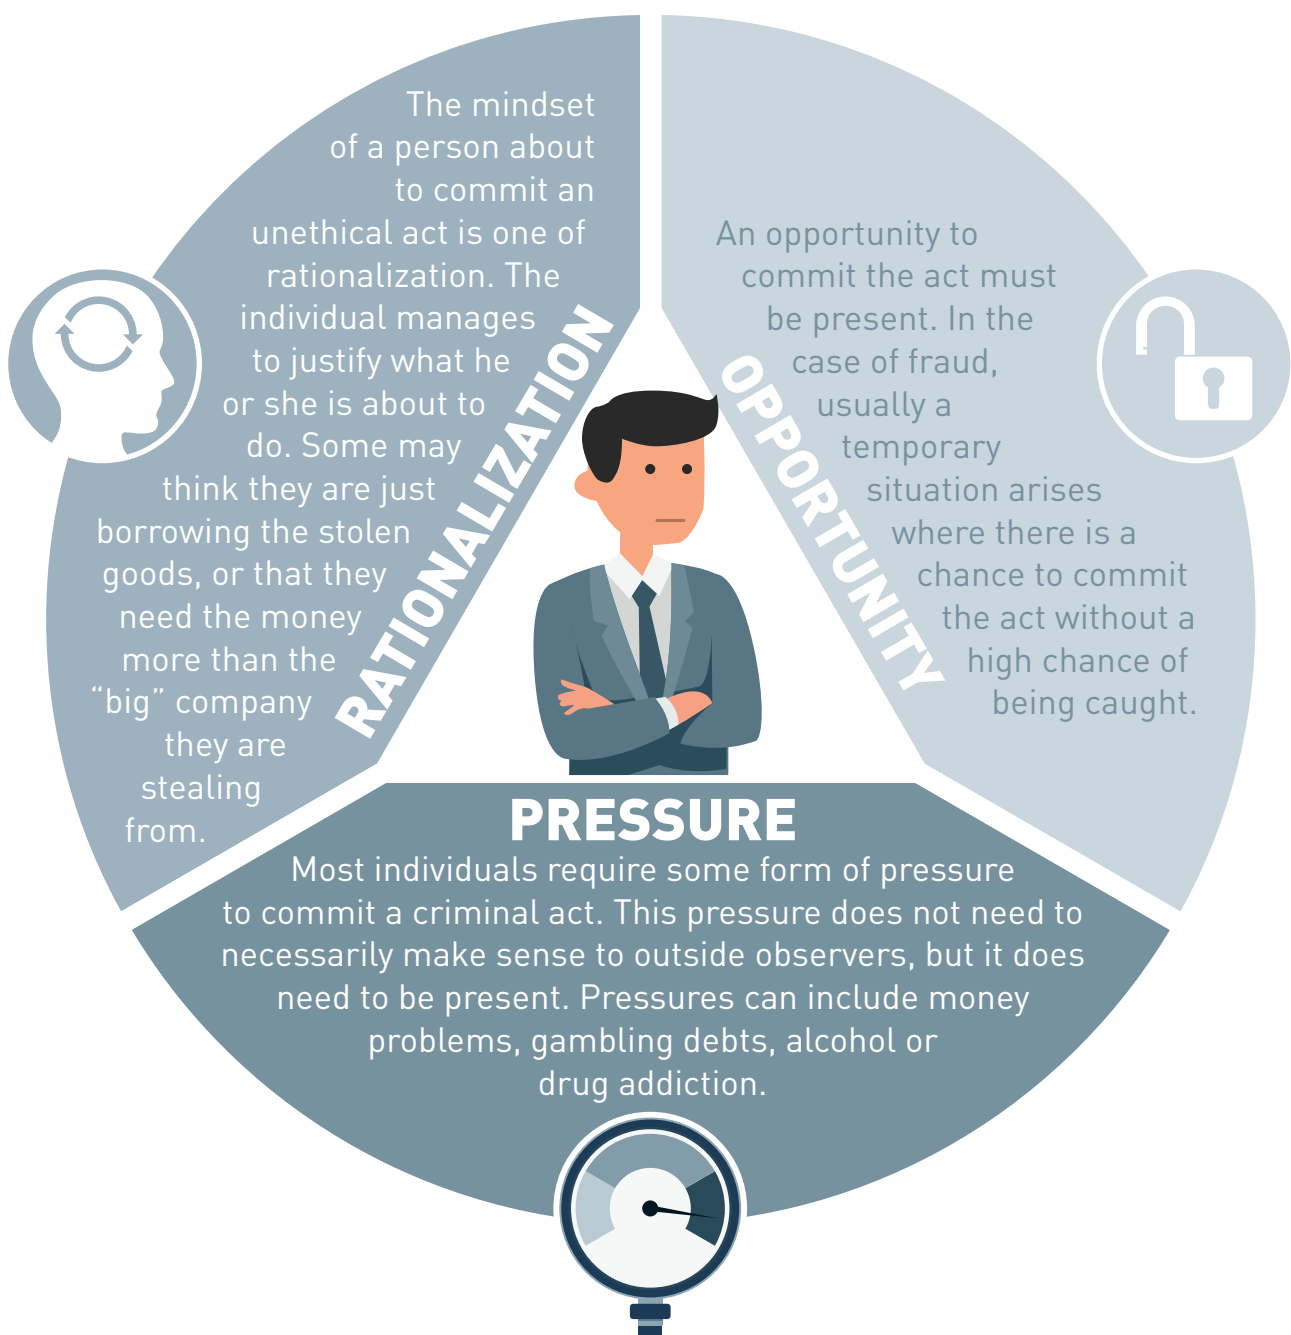 The mindset
of a person about
to commit an
unethical act is one of
rationalization. The
individual manages
to justify what he
or she is about to
do. Some may
think they are just
borrowing the stolen
goods, or that they
need the money
more than the
“big” company
they are
stealing
from.
RATIONALIZATION
An opportunity to
commit the act must
be present. In the
case of fraud,
usually a
temporary
situation arises
where there is a
chance to commit
the act without a
high chance of
being caught.
OPPORTUNITY
PRESSURE
Most individuals require some form of pressure
to commit a criminal act. This pressure does not need to
necessarily make sense to outside observers, but it does
need to be present. Pressures can include money
problems, gambling debts, alcohol or
drug addiction.